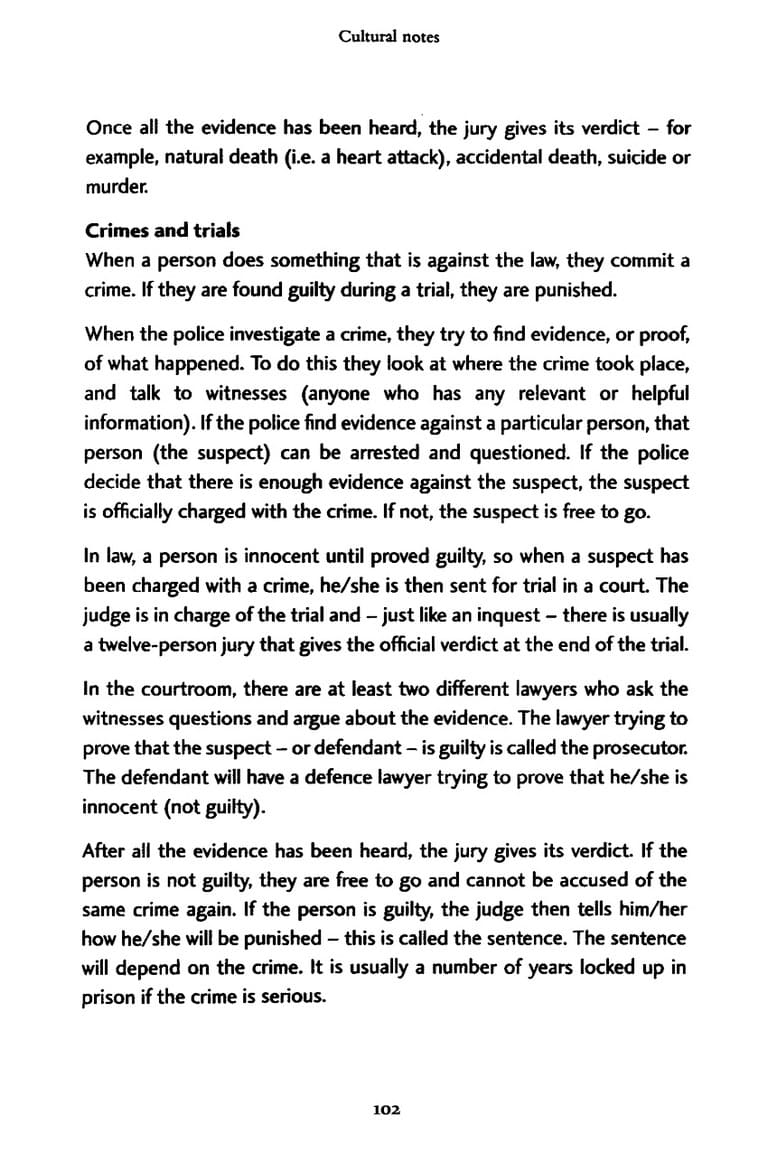 Cultural notes
Once all the evidence has been heard, the jury gives its verdict – for
example, natural death (i.e. a heart attack), accidental death, suicide or
murder.
Crimes and trials
When a person does something that is against the law, they commit a
crime. If they are found guilty during a trial, they are punished.
When the police investigate a crime, they try to find evidence, or proof,
of what happened. To do this they look at where the crime took place,
and talk to witnesses (anyone who has any relevant or helpful
information). If the police find evidence against a particular person, that
person (the suspect) can be arrested and questioned. If the police
decide that there is enough evidence against the suspect, the suspect
is officially charged with the crime. If not, the suspect is free to go.
In law, a person is innocent until proved guilty, so when a suspect has
been charged with a crime, he/she is then sent for trial in a court. The
judge is in charge of the trial and – just like an inquest – there is usually
a twelve-person jury that gives the official verdict at the end of the trial.
In the courtroom, there are at least two different lawyers who ask the
witnesses questions and argue about the evidence. The lawyer trying to
prove that the suspect – or defendant – is guilty is called the prosecutor.
The defendant will have a defence lawyer trying to prove that he/she is
innocent (not guilty).
After all the evidence has been heard, the jury gives its verdict. If the
person is not guilty, they are free to go and cannot be accused of the
same crime again. If the person is guilty, the judge then tells him/her
how he/she will be punished – this is called the sentence. The sentence
will depend on the crime. It is usually a number of years locked up in
prison if the crime is serious.
102